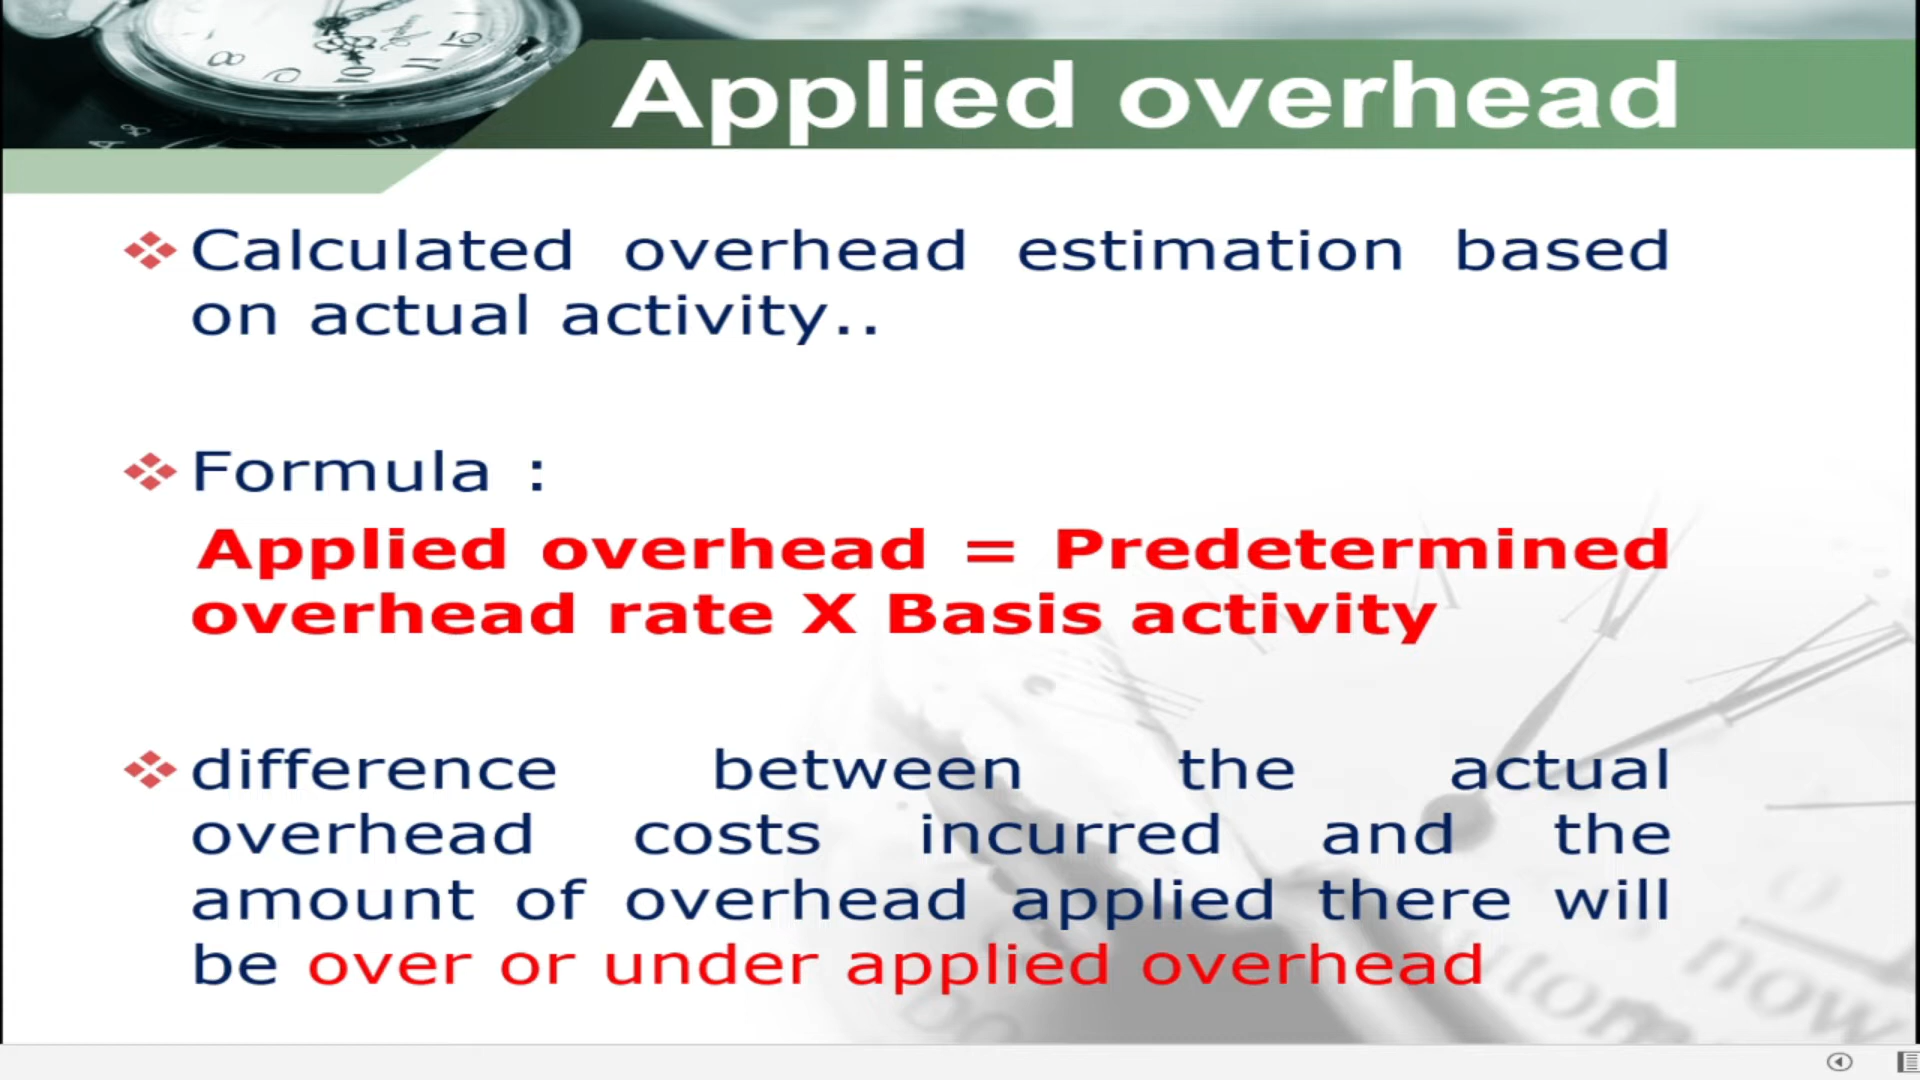 Applied overhead
Calculated overhead estimation based
on actual activity..
Formula :
Applied overhead = Predetermined
overhead rate X Basis activity
difference between the actual
overhead costs incurred and the
amount of overhead applied there will
be over or under applied overhead
now